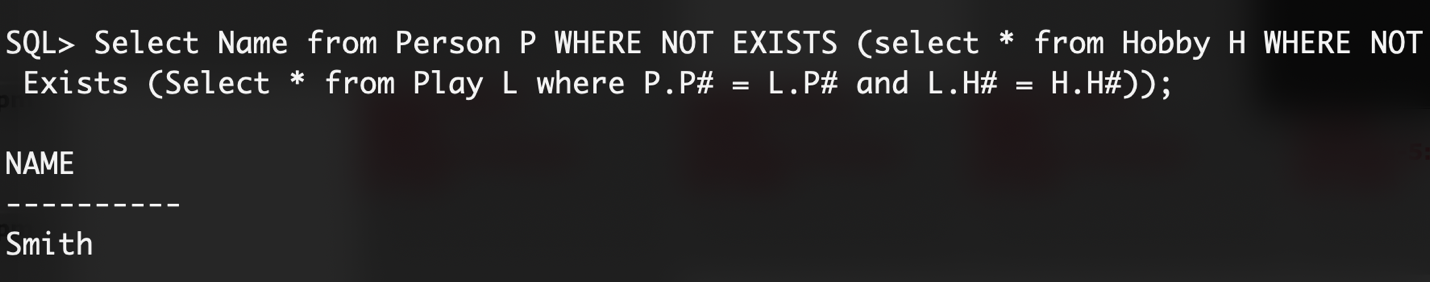 SQL> Select Name from Person P WHERE NOT EXISTS (select * from Hobby H WHERE NOT
Exists (Select * from Play L where P.P# = L.P# and L.H# = H.H#));
NAME
----------
Smith